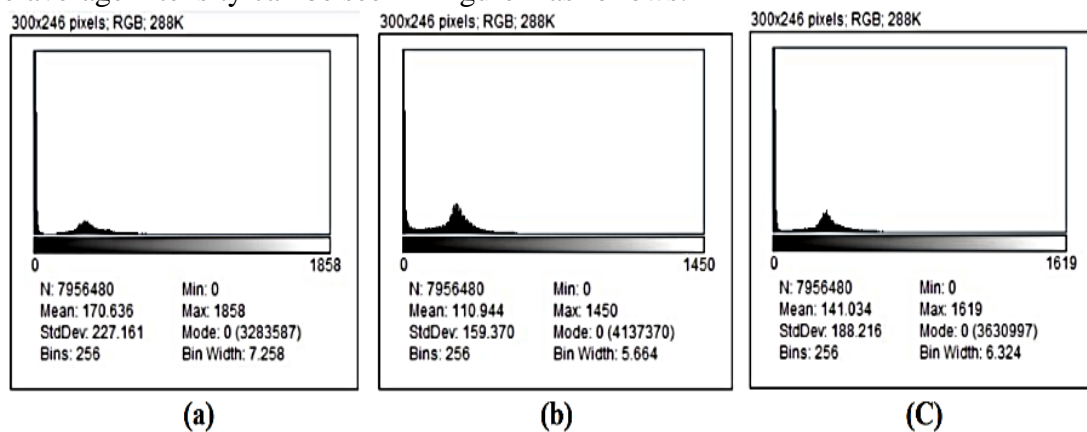 300x246 pixels; RGB; 288K
0 1858
N: 7956480 Min: 0
Mean: 170.636 Max: 1858
StdDev: 227.161 Mode: 0 (3283587)
Bins: 256 Bin Width: 7.258
(a)
300x246 pixels; RGB; 288K
0 1450
N: 7956480 Min: 0
Mean: 110.944 Max: 1450
StdDev: 159.370 Mode: 0 (4137370)
Bins: 256 Bin Width: 5.664
(b)
300x246 pixels; RGB; 288K
0 1619
N: 7956480 Min: 0
Mean: 141.034 Max: 1619
StdDev: 188.216 Mode: 0 (3630997)
Bins: 256 Bin Width: 6.324
(C)